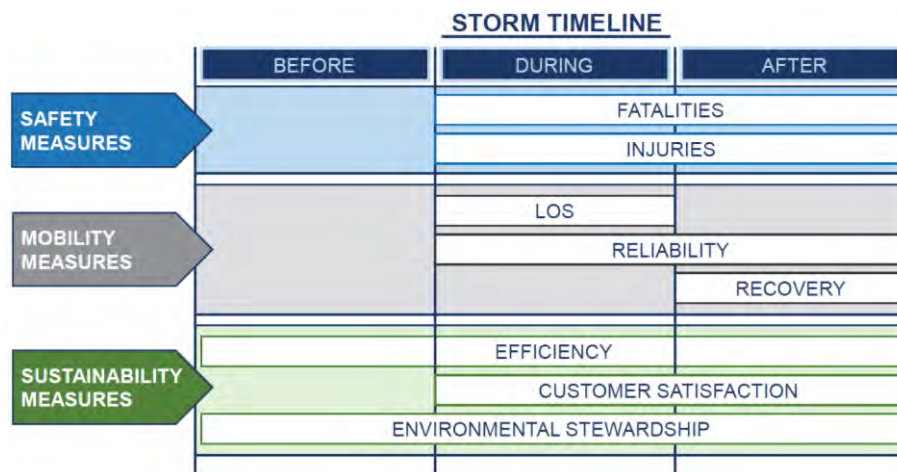 STORM TIMELINE
BEFORE
DURING
AFTER
SAFETY
MEASURES
FATALITIES
INJURIES
MOBILITY
MEASURES
LOS
RELIABILITY
RECOVERY
SUSTAINABILITY
MEASURES
EFFICIENCY
CUSTOMER SATISFACTION
ENVIRONMENTAL STEWARDSHIP